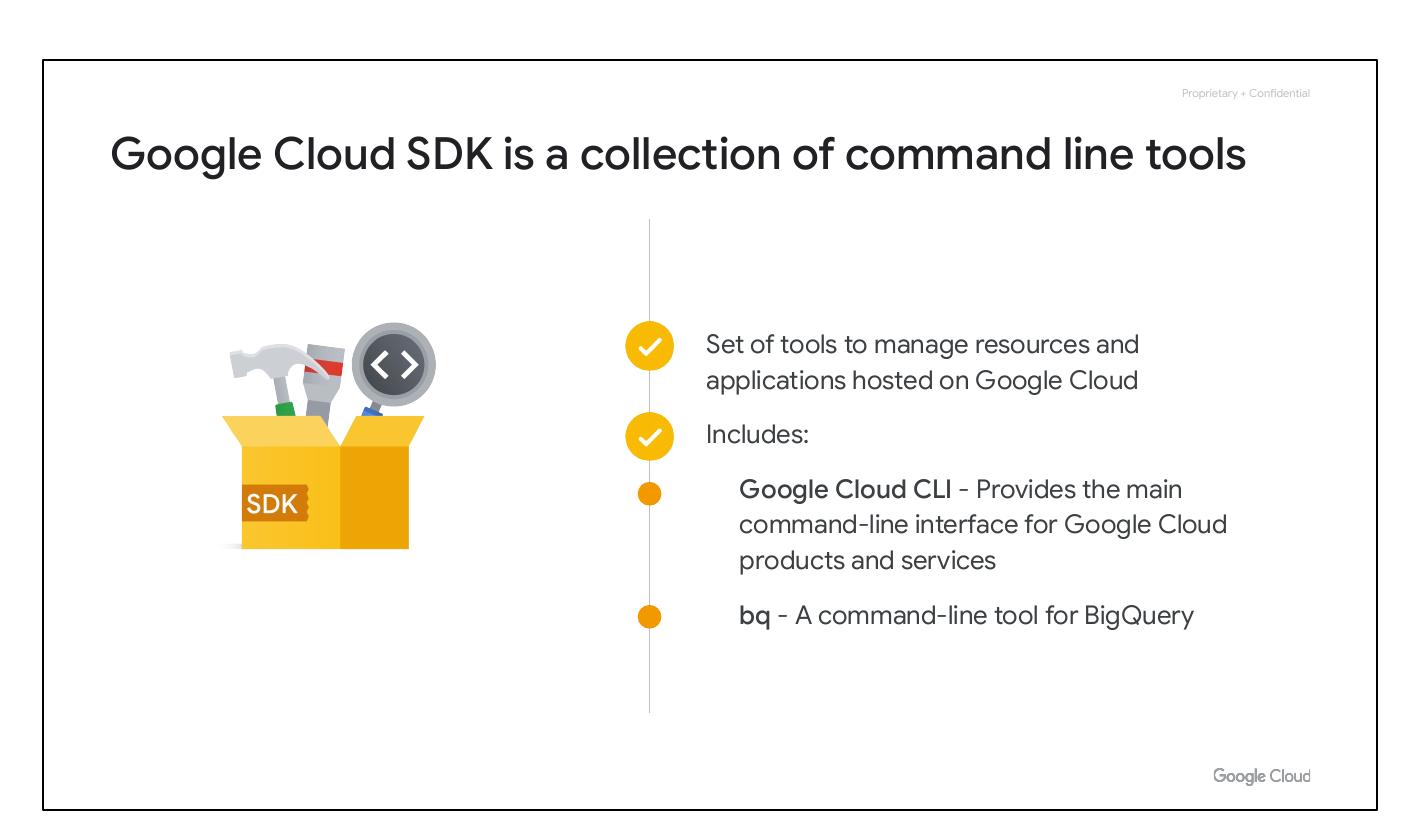 Proprietary + Confidential
Google Cloud SDK is a collection of command line tools
SDK
Set of tools to manage resources and
applications hosted on Google Cloud
Includes:
Google Cloud CLI - Provides the main
command-line interface for Google Cloud
products and services
bq - A command-line tool for BigQuery
Google Cloud